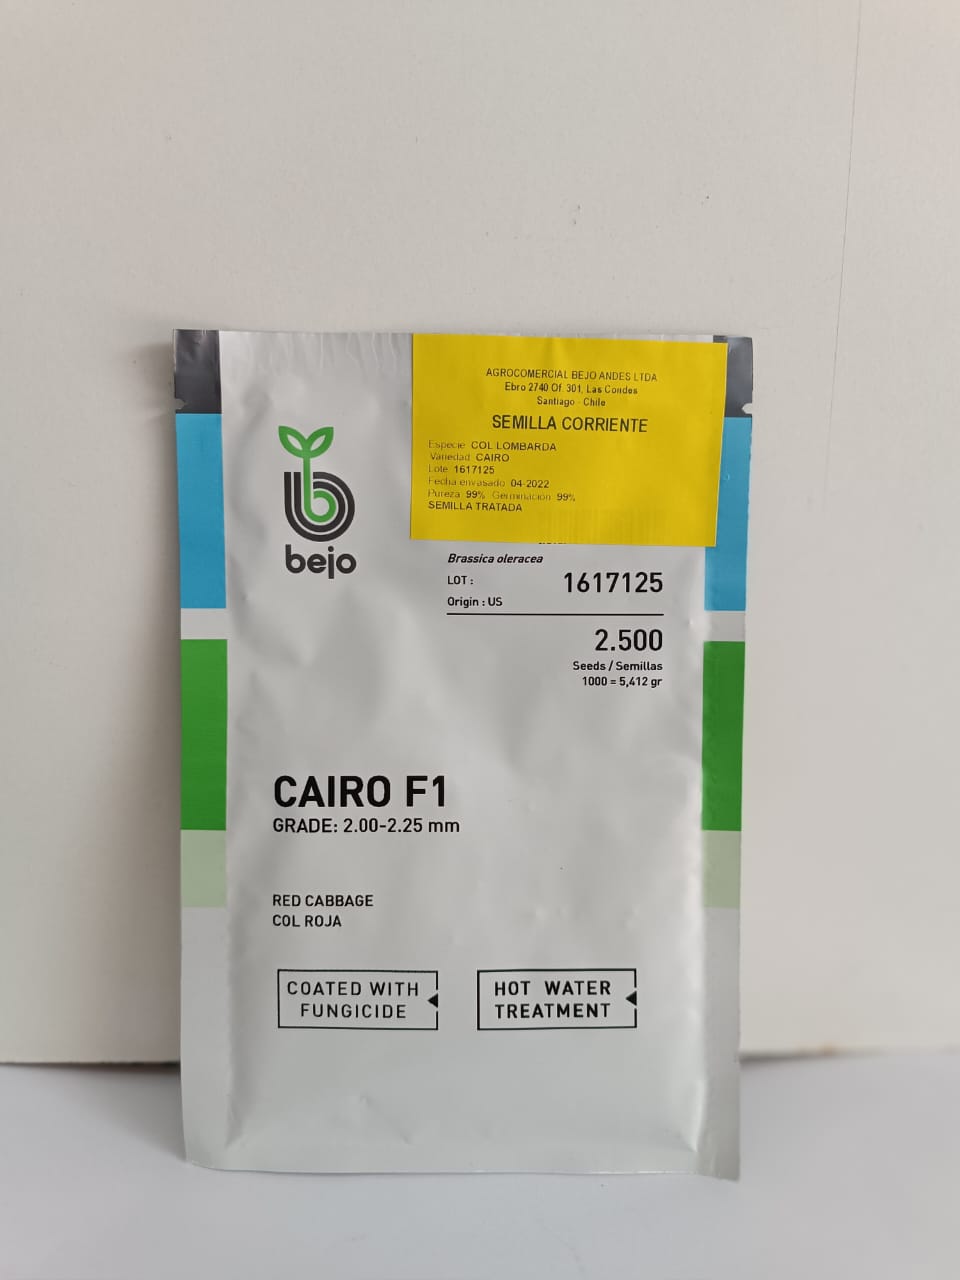 AGROCOMERCIAL BEJO ANDES LTDA
Ebro 2740 Of. 301, Las Condes
Santiago - Chile
SEMILLA CORRIENTE
Especie COL LOMBARDA
Variedad CAIRO
Lote 1617125
Fecha envasado 04-2022
Pureza 99% Germinación 99%
SEMILLA TRATADA
bejo
Brassica oleracea
LOT : 1617125
Origin : US
2.500
Seeds / Semillas
1000 = 5,412 gr
CAIRO F1
GRADE: 2.00-2.25 mm
RED CABBAGE
COL ROJA
COATED WITH
FUNGICIDE
HOT WATER
TREATMENT